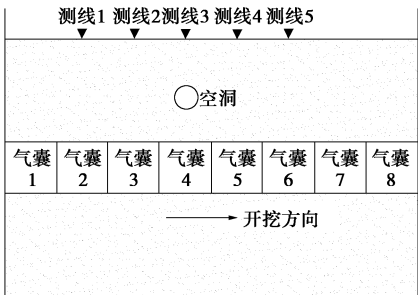 测线1 测线2 测线3 测线4 测线5
空洞
气囊 气囊 气囊 气囊 气囊 气囊 气囊 气囊
1 2 3 4 5 6 7 8
开挖方向